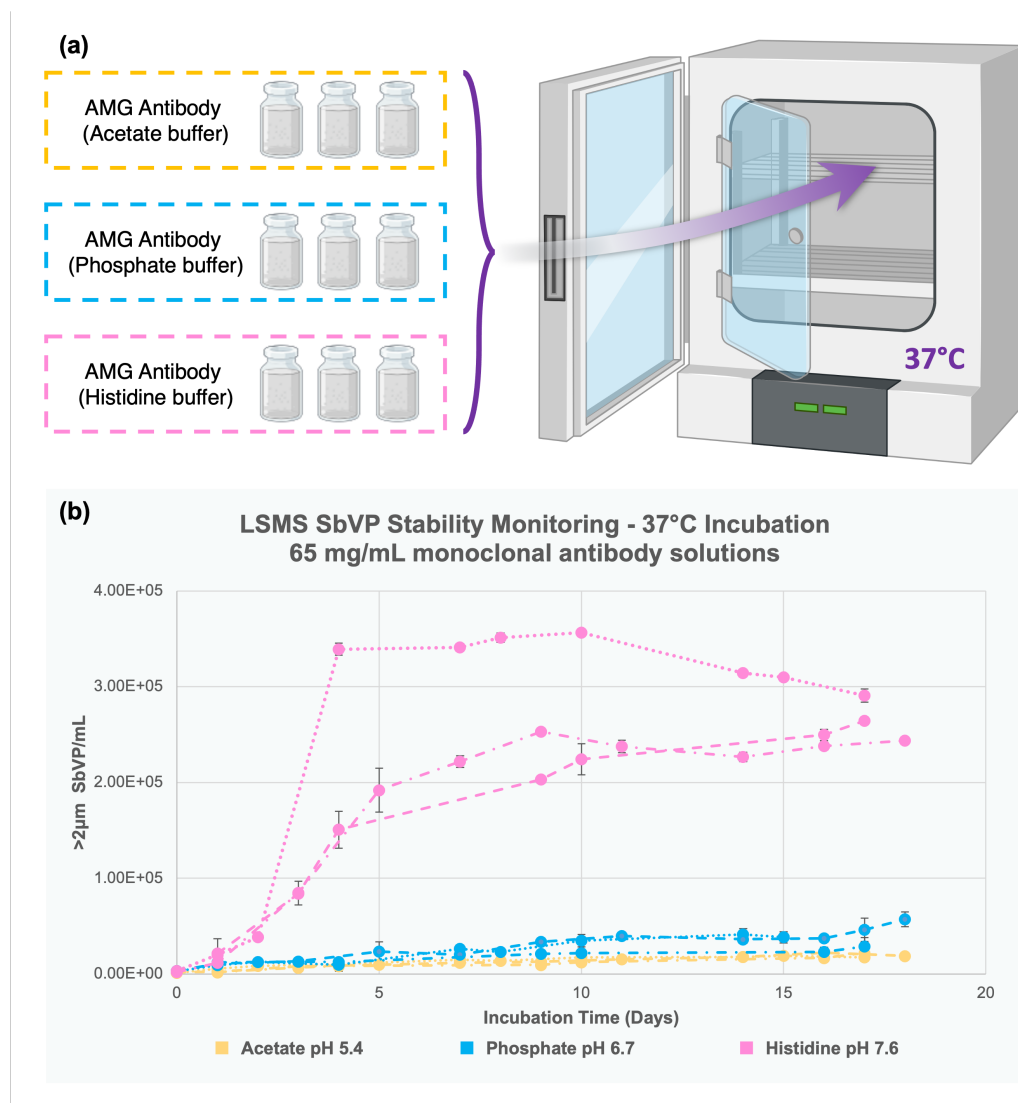 (a)
AMG Antibody
(Acetate buffer)
AMG Antibody
(Phosphate buffer)
AMG Antibody
(Histidine buffer)
37°C
(b)
LSMS SbVP Stability Monitoring - 37°C Incubation
65 mg/mL monoclonal antibody solutions
>2µm SbVP/mL
4.00E+05
3.00E+05
2.00E+05
1.00E+05
0.00E+00
0 5 10 15 20
Incubation Time (Days)
Acetate pH 5.4 Phosphate pH 6.7 Histidine pH 7.6